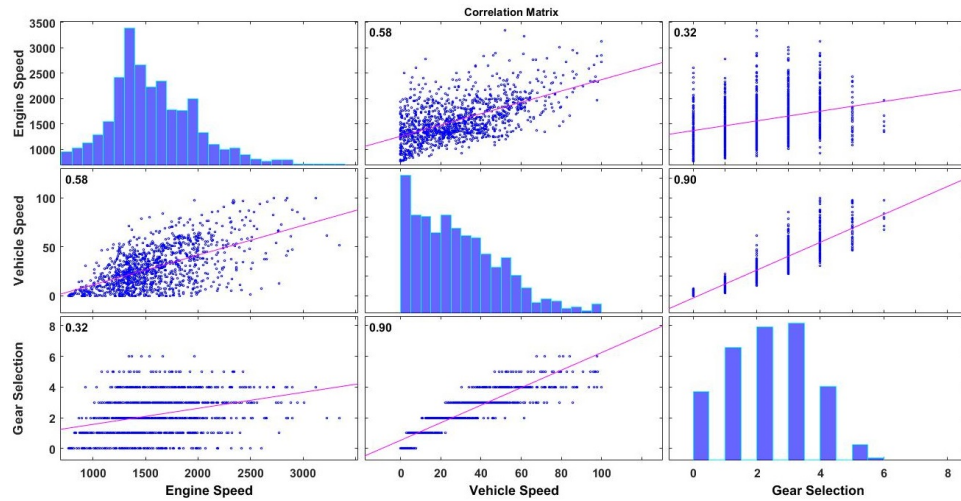 Correlation Matrix
Engine Speed
3500
3000
2500
2000
1500
1000
0.58
0.32
Vehicle Speed
100
50
0
0.58
0.90
Gear Selection
8
6
4
2
0
0.32
0.90
1000 1500 2000 2500 3000
0 20 40 60 80 100
0 2 4 6 8
Engine Speed
Vehicle Speed
Gear Selection